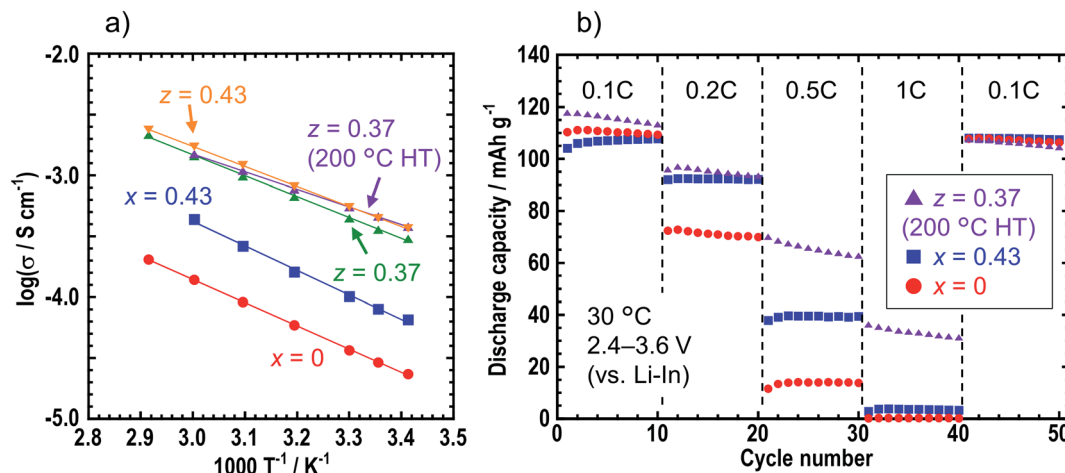 a)
log(σ / S cm⁻¹)
-2.0
-3.0
-4.0
-5.0
z = 0.43
z = 0.37
(200 °C HT)
x = 0.43
z = 0.37
x = 0
2.8 2.9 3.0 3.1 3.2 3.3 3.4 3.5
1000 T⁻¹ / K⁻¹
b)
Discharge capacity / mAh g⁻¹
140
120
100
80
60
40
20
0
0.1C 0.2C 0.5C 1C 0.1C
z = 0.37
(200 °C HT)
x = 0.43
x = 0
30 °C
2.4–3.6 V
(vs. Li-In)
0 10 20 30 40 50
Cycle number